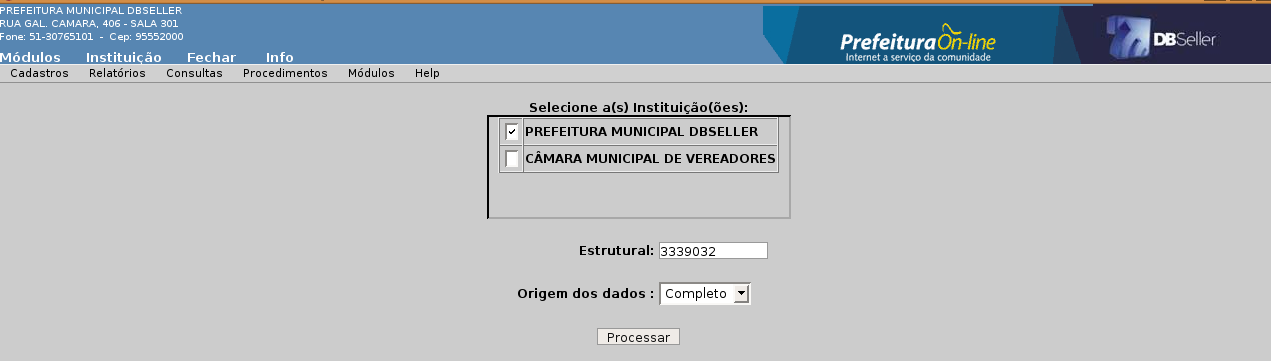 PREFEITURA MUNICIPAL DBSELLER
RUA GAL. CAMARA, 406 - SALA 301
Fone: 51-30765101 - Cep: 95552000
Módulos Instituição Fechar Info
Prefeitura On-line
Internet a serviço da comunidade
DBSeller
Cadastros Relatórios Consultas Procedimentos Módulos Help
Selecione a(s) Instituição(ões):
PREFEITURA MUNICIPAL DBSELLER
CÂMARA MUNICIPAL DE VEREADORES
Estrutural: 3339032
Origem dos dados : Completo
Processar